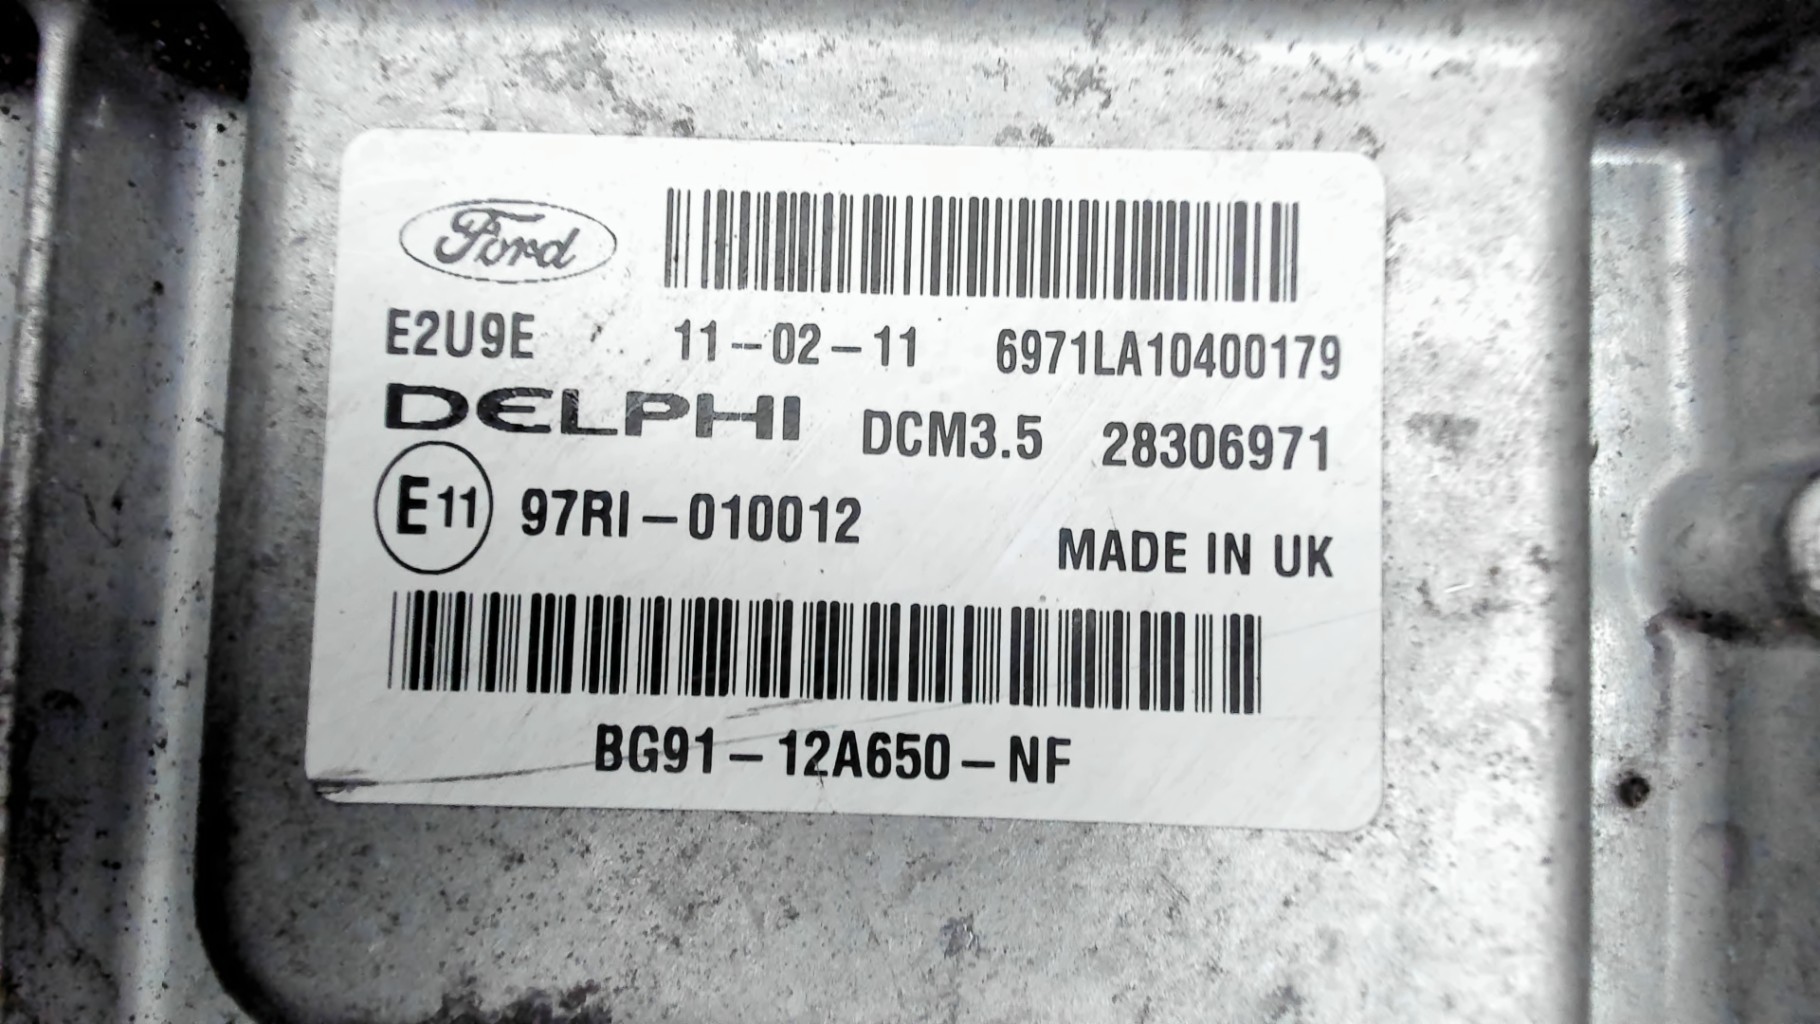 Ford
E2U9E 11-02-11 6971LA10400179
DELPHI DCM3.5 28306971
E11 97RI-010012
MADE IN UK
BG91-12A650-NF